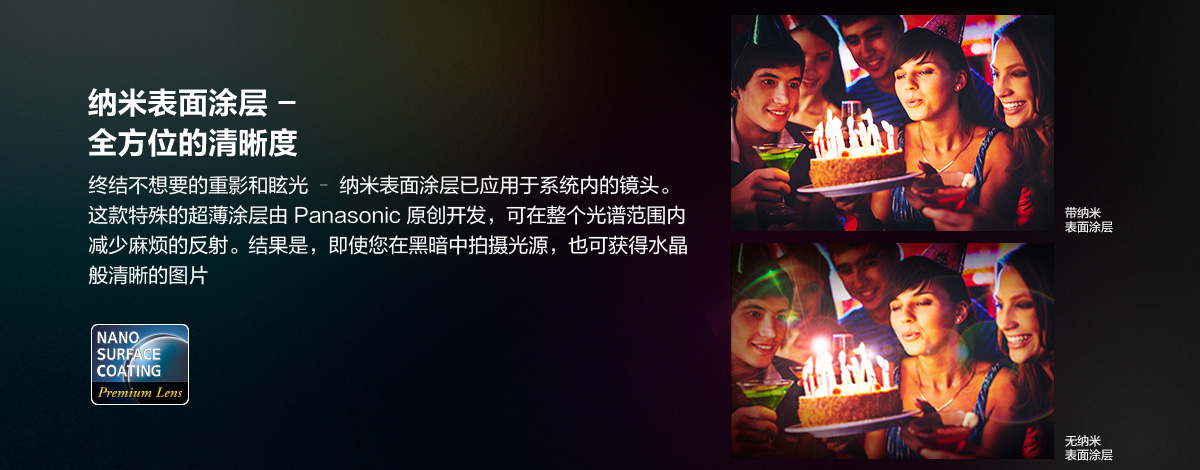 纳米表面涂层 –
全方位的清晰度
终结不想要的重影和眩光 – 纳米表面涂层已应用于系统内的镜头。
这款特殊的超薄涂层由 Panasonic 原创开发，可在整个光谱范围内
减少麻烦的反射。结果是，即使您在黑暗中拍摄光源，也可获得水晶
般清晰的图片
NANO
SURFACE
COATING
Premium Lens
带纳米
表面涂层
无纳米
表面涂层